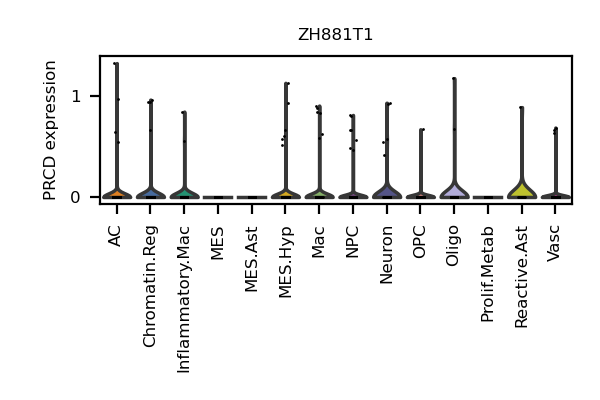 ZH881T1
PRCD expression
1
0
AC
Chromatin.Reg
Inflammatory.Mac
MES
MES.Ast
MES.Hyp
Mac
NPC
Neuron
OPC
Oligo
Prolif.Metab
Reactive.Ast
Vasc